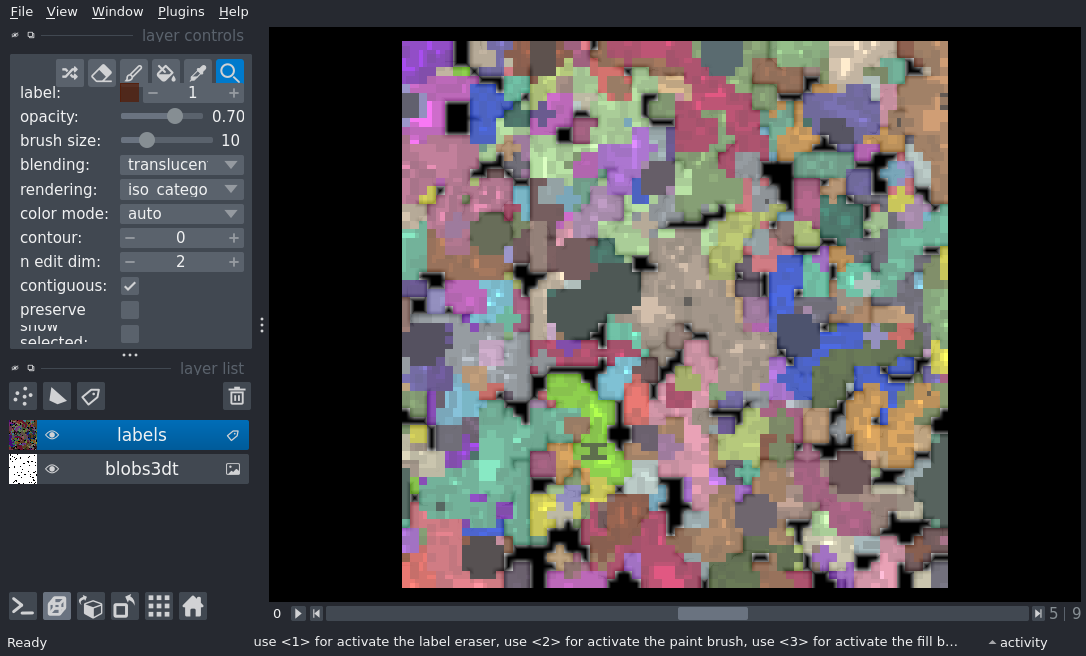 File View Window Plugins Help
layer controls
label: 1
opacity: 0.70
brush size: 10
blending: translucen
rendering: iso_catego
color mode: auto
contour: 0
n edit dim: 2
contiguous:
preserve
show
selected:
layer list
labels
blobs3dt
0 5 | 9
Ready use <1> for activate the label eraser, use <2> for activate the paint brush, use <3> for activate the fill b... activity